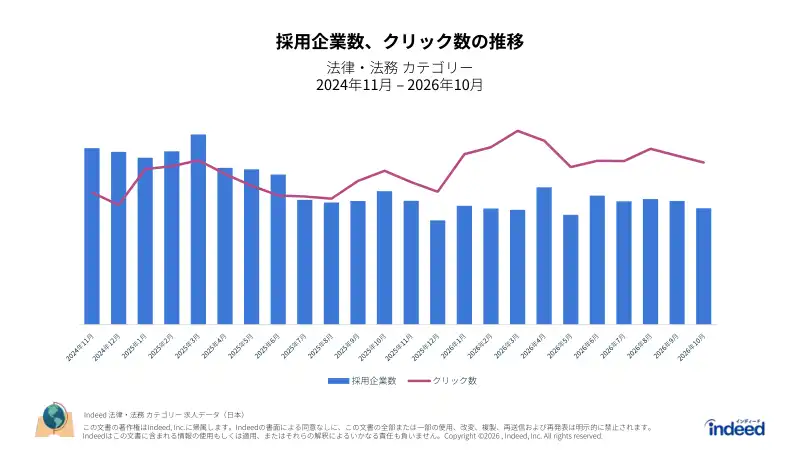 採用企業数、クリック数の推移
法律・法務 カテゴリー
2024年11月 – 2026年10月
2024年11月
2024年12月
2025年1月
2025年2月
2025年3月
2025年4月
2025年5月
2025年6月
2025年7月
2025年8月
2025年9月
2025年10月
2025年11月
2025年12月
2026年1月
2026年2月
2026年3月
2026年4月
2026年5月
2026年6月
2026年7月
2026年8月
2026年9月
2026年10月
採用企業数 クリック数
Indeed 法律・法務 カテゴリー 求人データ（日本）
この文書の著作権はIndeed, Inc.に帰属します。Indeedの書面による同意なしに、この文書の全部または一部の使用、改変、複製、再送信および再発表は明示的に禁止されます。
Indeedはこの文書に含まれる情報の使用もしくは適用、またはそれらの解釈によるいかなる責任も負いません。Copyright ©2026 , Indeed, Inc. All rights reserved.
インディード
indeed